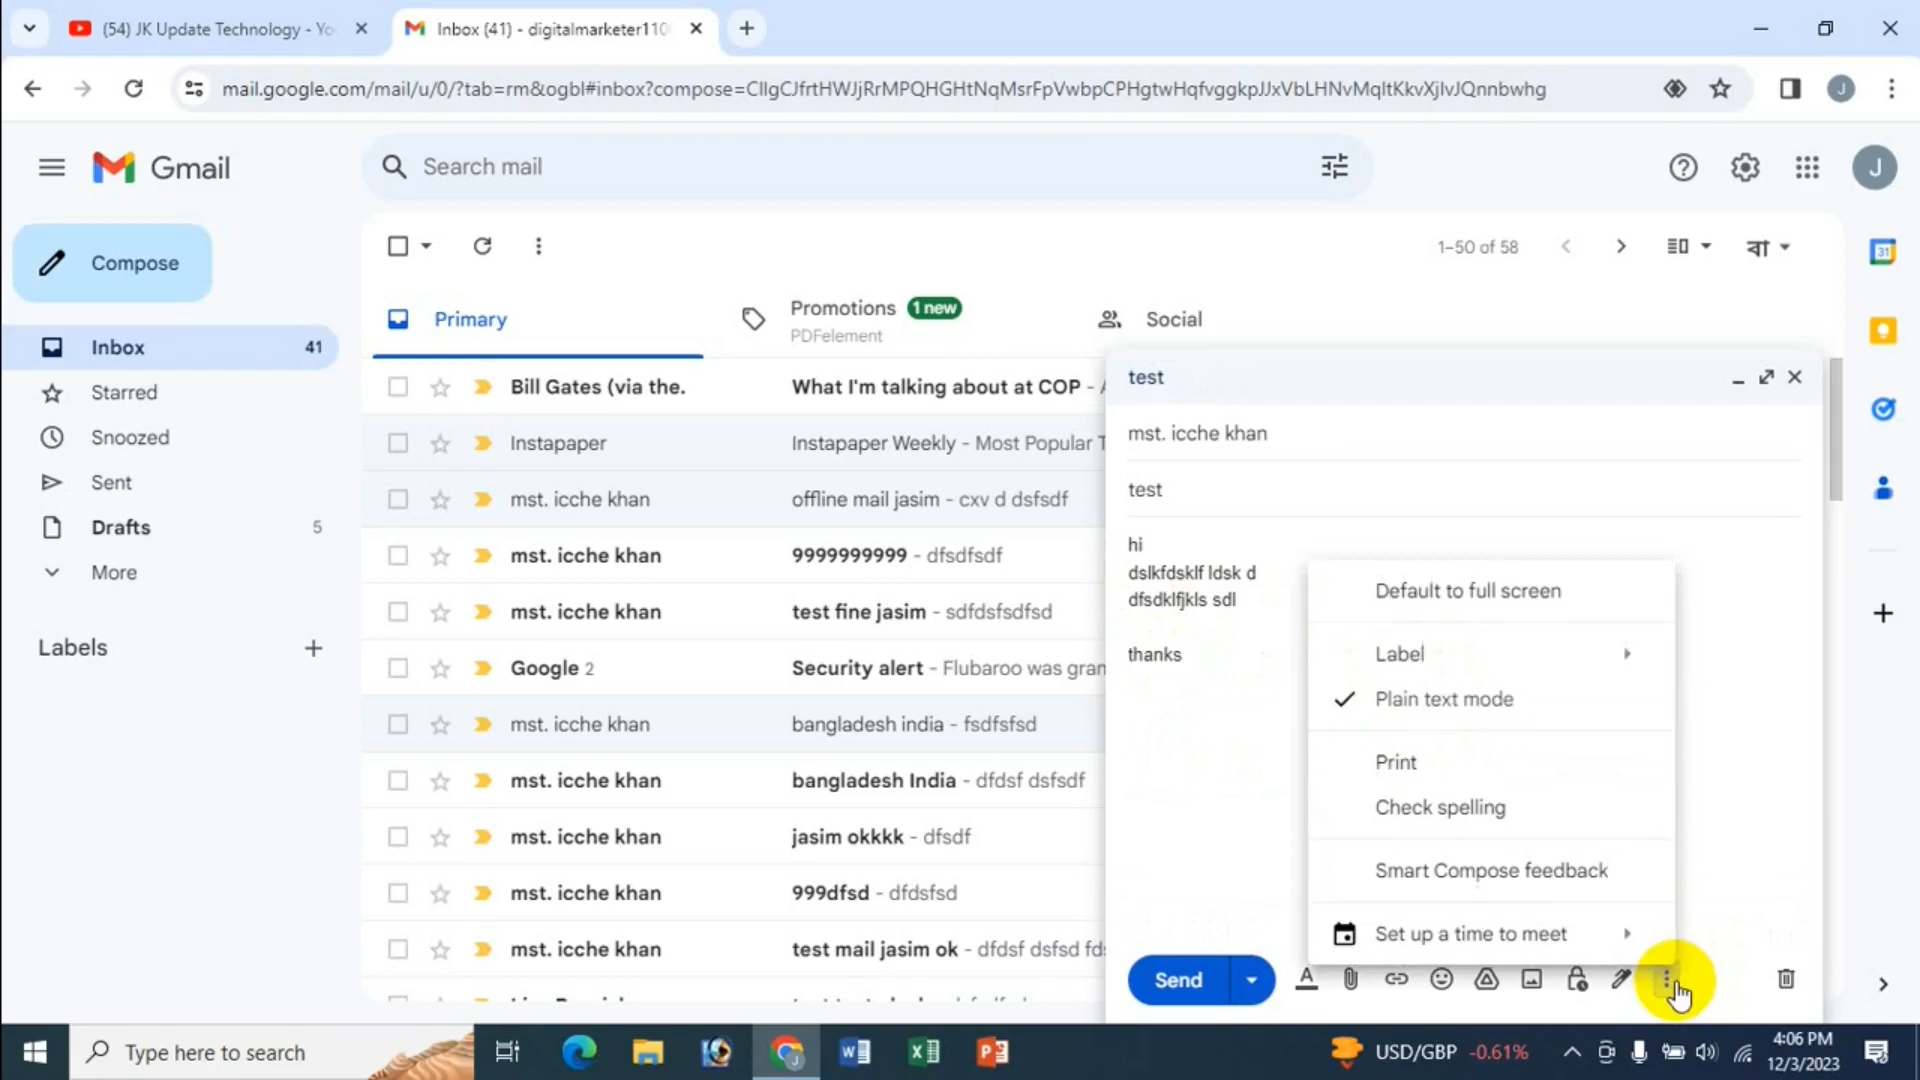 (54) JK Update Technology - Yo
Inbox (41) - digitalmarketer110
mail.google.com/mail/u/0/?tab=rm&ogbl#inbox?compose=CllgCJfrtHWJjRrMPQHGHtNqMsrFpVwbpCPHgtwHqfvggkpJJxVbLHNvMqltKkvXjlvJQnnbwhg
J
Gmail
Search mail
J
Compose
1–50 of 58
বা
31
Primary
Promotions 1 new
PDFelement
Social
Inbox 41
Starred
Snoozed
Sent
Drafts 5
More
Labels
Bill Gates (via the. What I'm talking about at COP - A
Instapaper Instapaper Weekly - Most Popular T
mst. icche khan offline mail jasim - cxv d dsfsdf
mst. icche khan 9999999999 - dfsdfsdf
mst. icche khan test fine jasim - sdfdsfsdfsd
Google 2 Security alert - Flubaroo was gran
mst. icche khan bangladesh india - fsdfsfsd
mst. icche khan bangladesh India - dfdsf dsfsdf
mst. icche khan jasim okkkk - dfsdf
mst. icche khan 999dfsd - dfdsfsd
mst. icche khan test mail jasim ok - dfdsf dsfsd fd
test
mst. icche khan
test
hi
dslkfdsklf ldsk d
dfsdklfjkls sdl
thanks
Default to full screen
Label
Plain text mode
Print
Check spelling
Smart Compose feedback
Set up a time to meet
Send
Type here to search
USD/GBP -0.61%
4:06 PM
12/3/2023